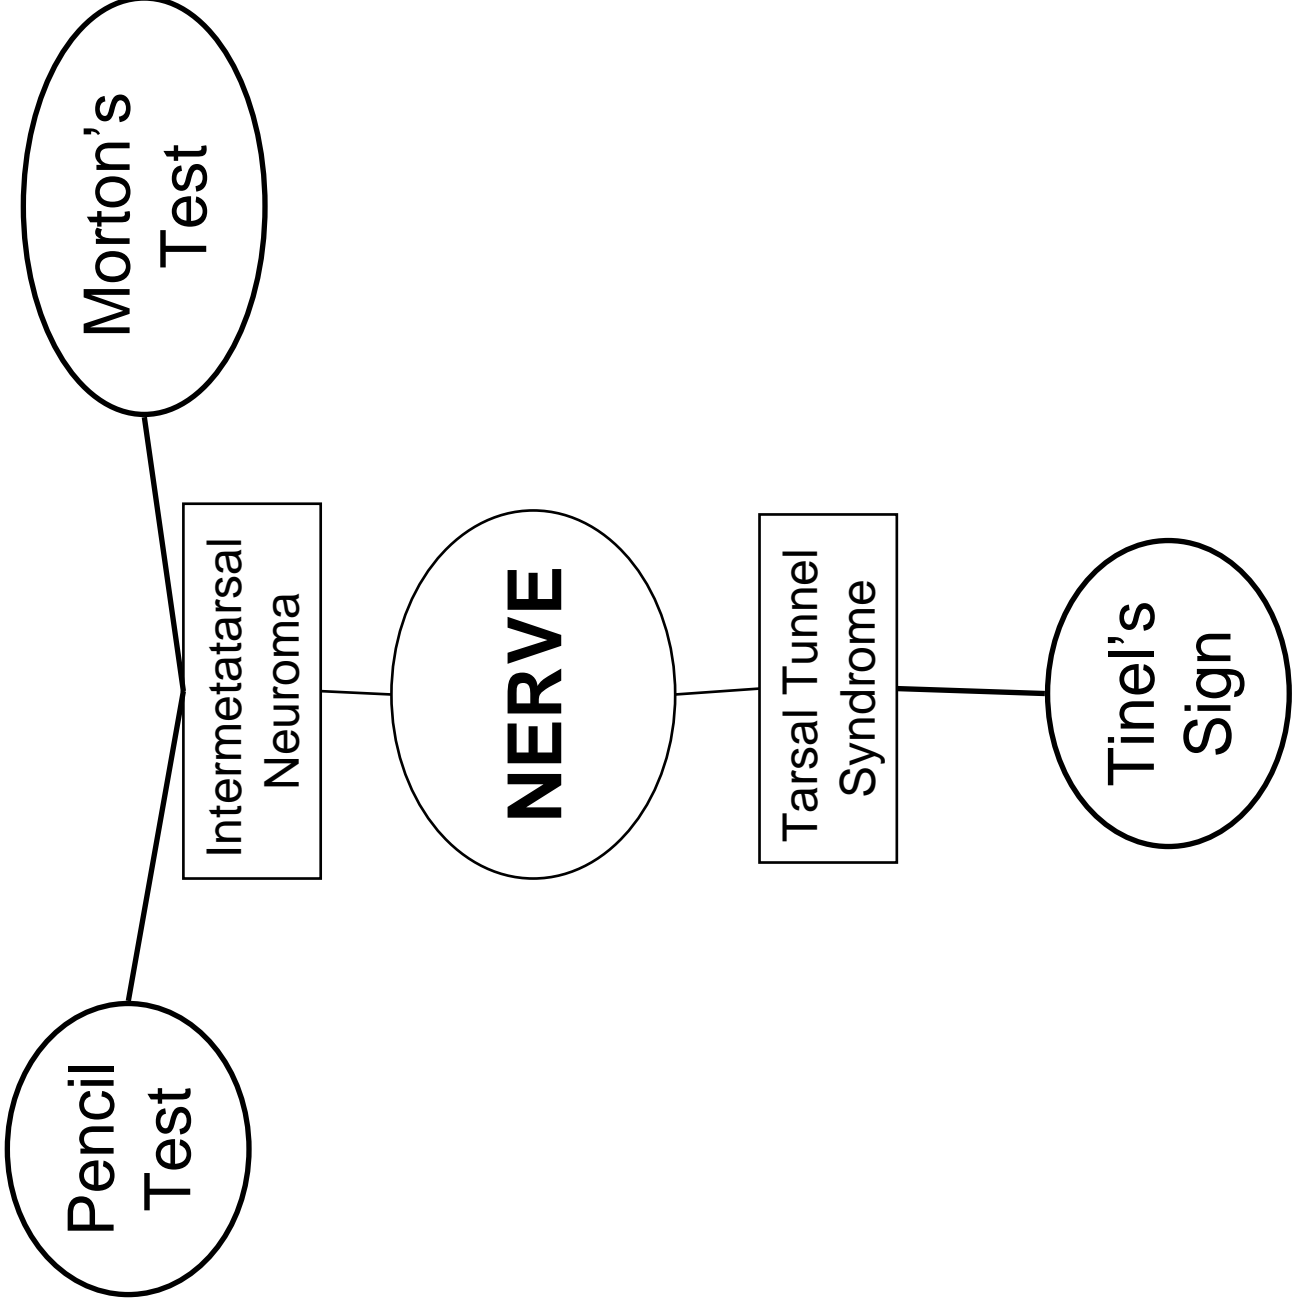 Pencil
Test
Morton’s
Test
Intermetatarsal
Neuroma
NERVE
Tarsal Tunnel
Syndrome
Tinel’s
Sign